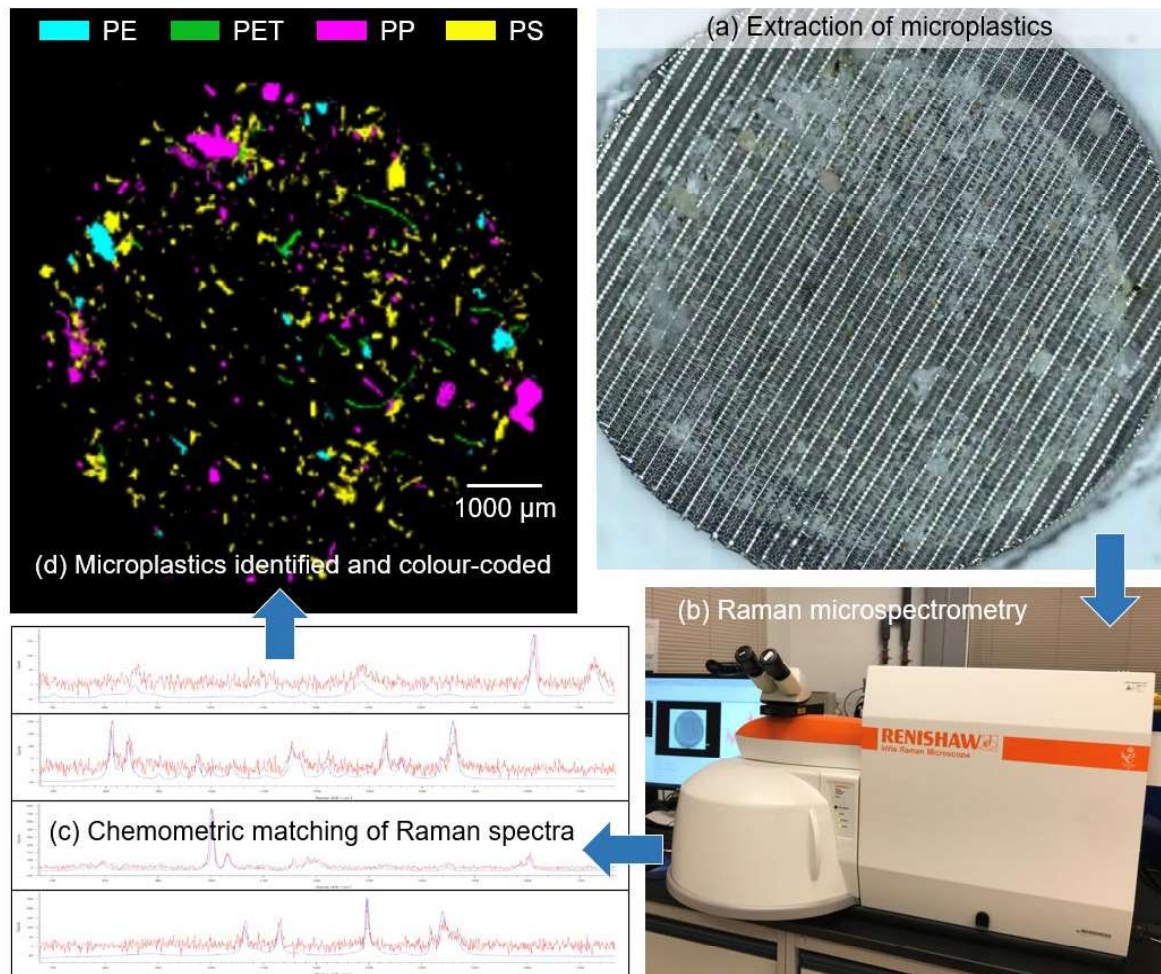 PE PET PP PS
(a) Extraction of microplastics
1000 µm
(d) Microplastics identified and colour-coded
(b) Raman microspectrometry
RENISHAW
inVia Raman Microscope
(c) Chemometric matching of Raman spectra